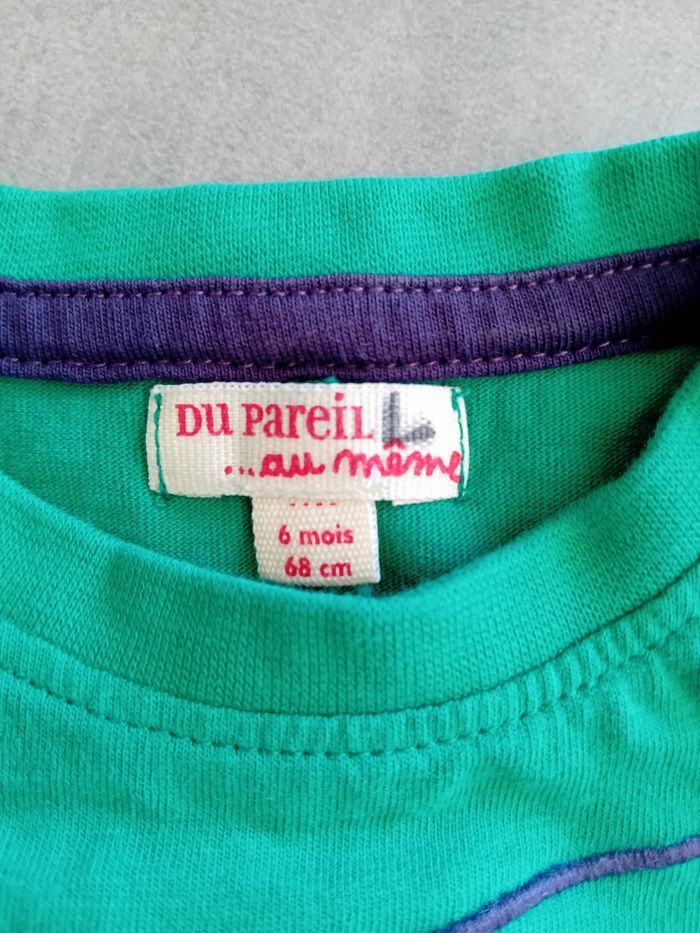 DU PareiL L.
...au même
6 mois
68 cm